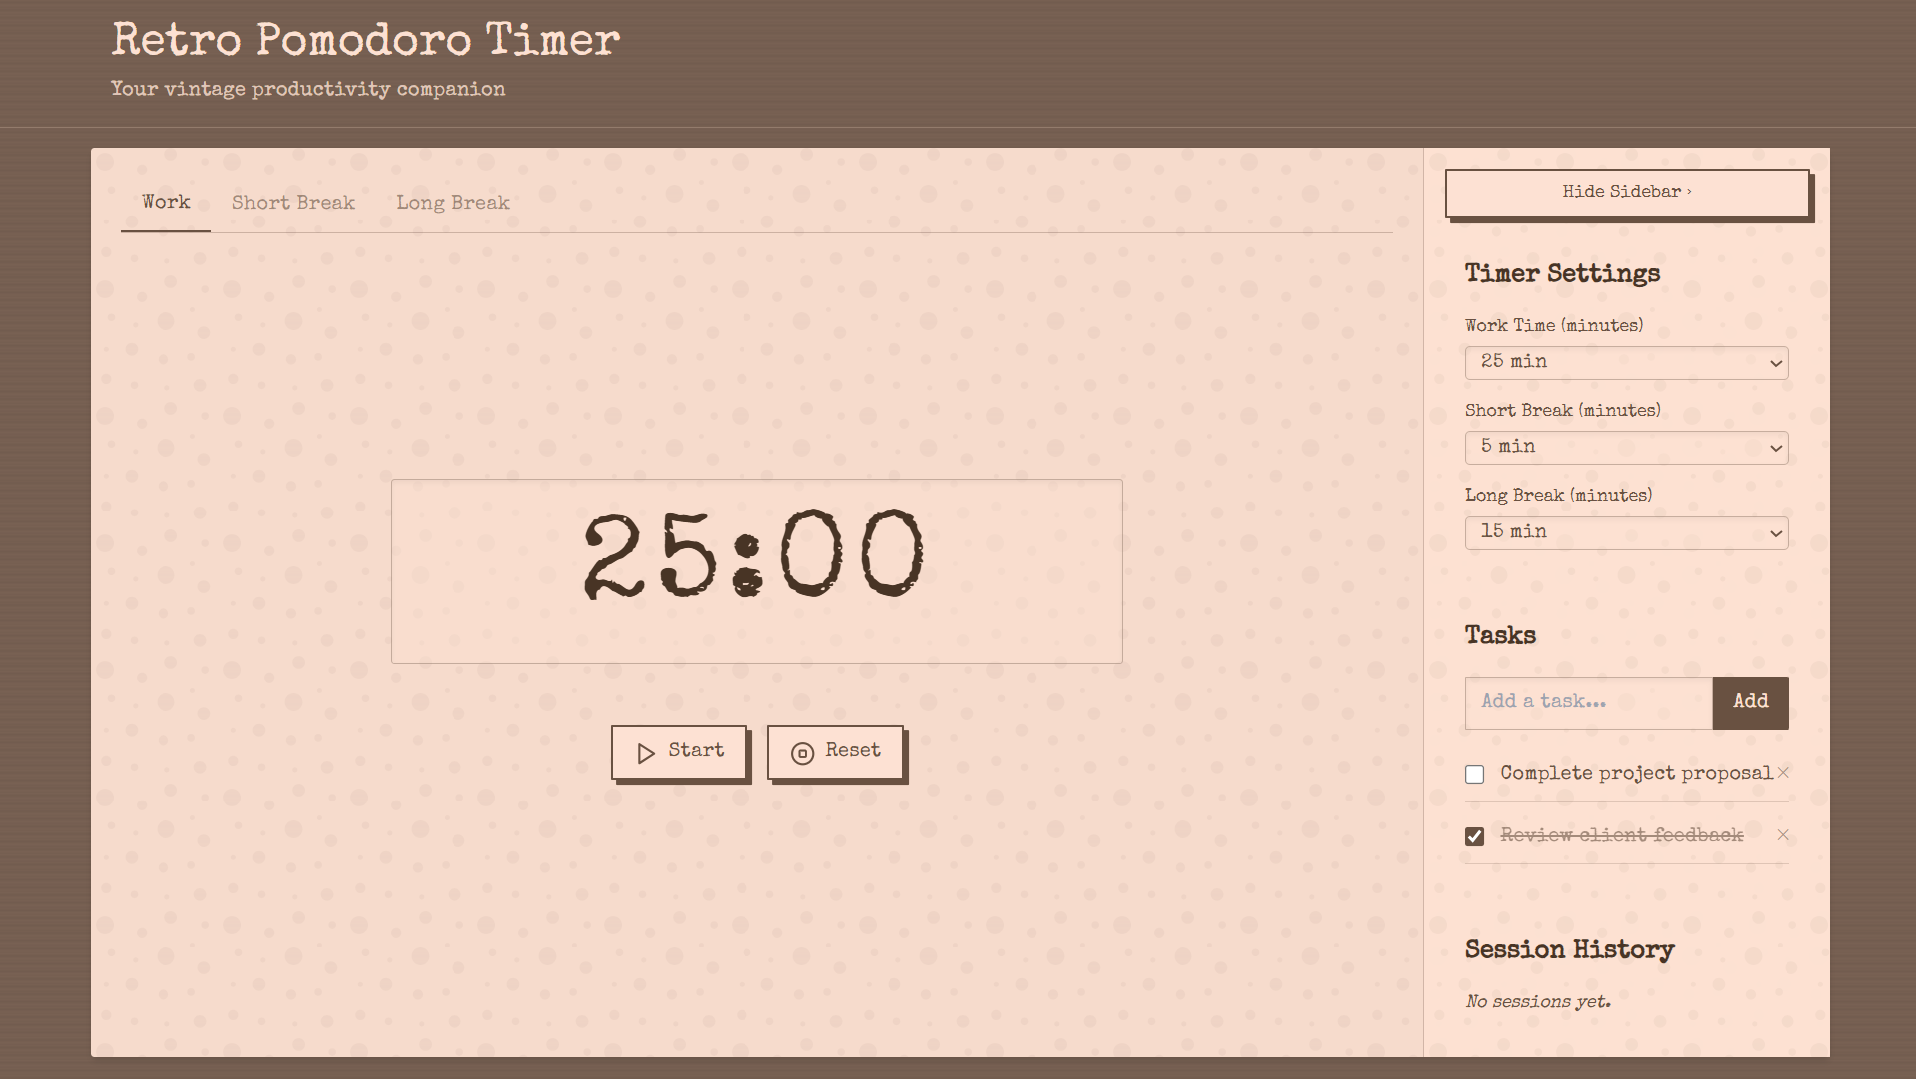 Retro Pomodoro Timer
Your vintage productivity companion
Work
Short Break
Long Break
25:00
Start
Reset
Hide Sidebar ›
Timer Settings
Work Time (minutes)
25 min
Short Break (minutes)
5 min
Long Break (minutes)
15 min
Tasks
Add a task...
Add
Complete project proposal
Review client feedback
Session History
No sessions yet.